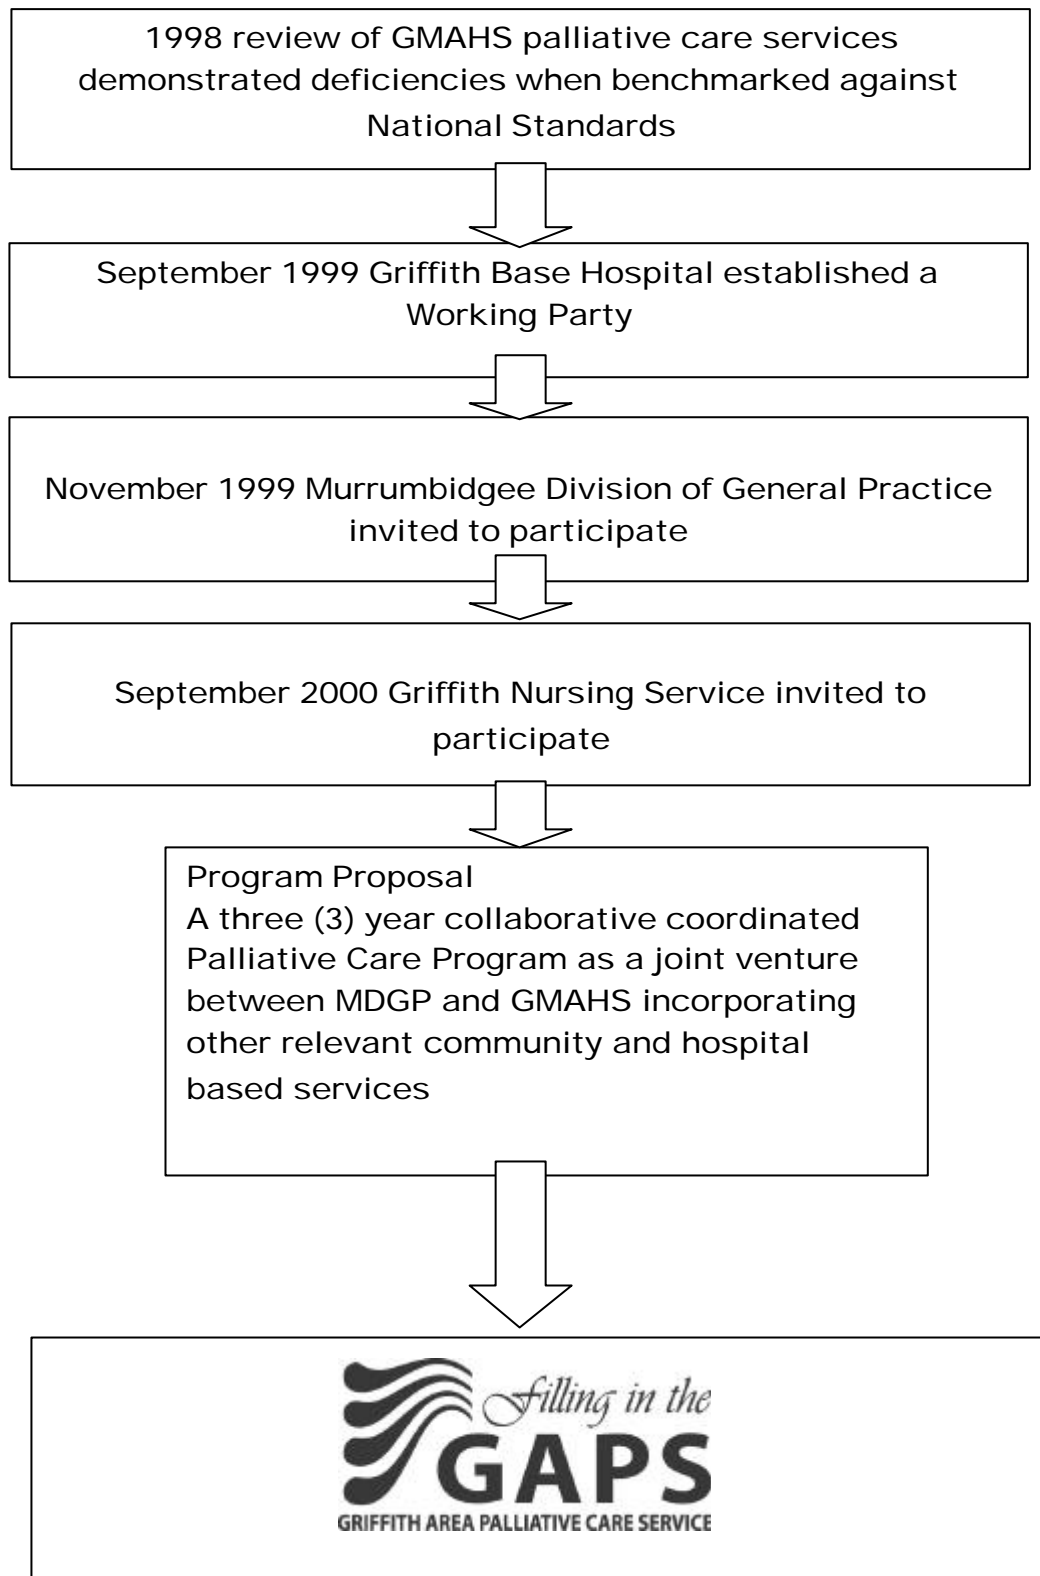 1998 review of GMAHS palliative care services
demonstrated deficiencies when benchmarked against
National Standards
September 1999 Griffith Base Hospital established a
Working Party
November 1999 Murrumbidgee Division of General Practice
invited to participate
September 2000 Griffith Nursing Service invited to
participate
Program Proposal
A three (3) year collaborative coordinated
Palliative Care Program as a joint venture
between MDGP and GMAHS incorporating
other relevant community and hospital
based services
Filling in the
GAPS
GRIFFITH AREA PALLIATIVE CARE SERVICE